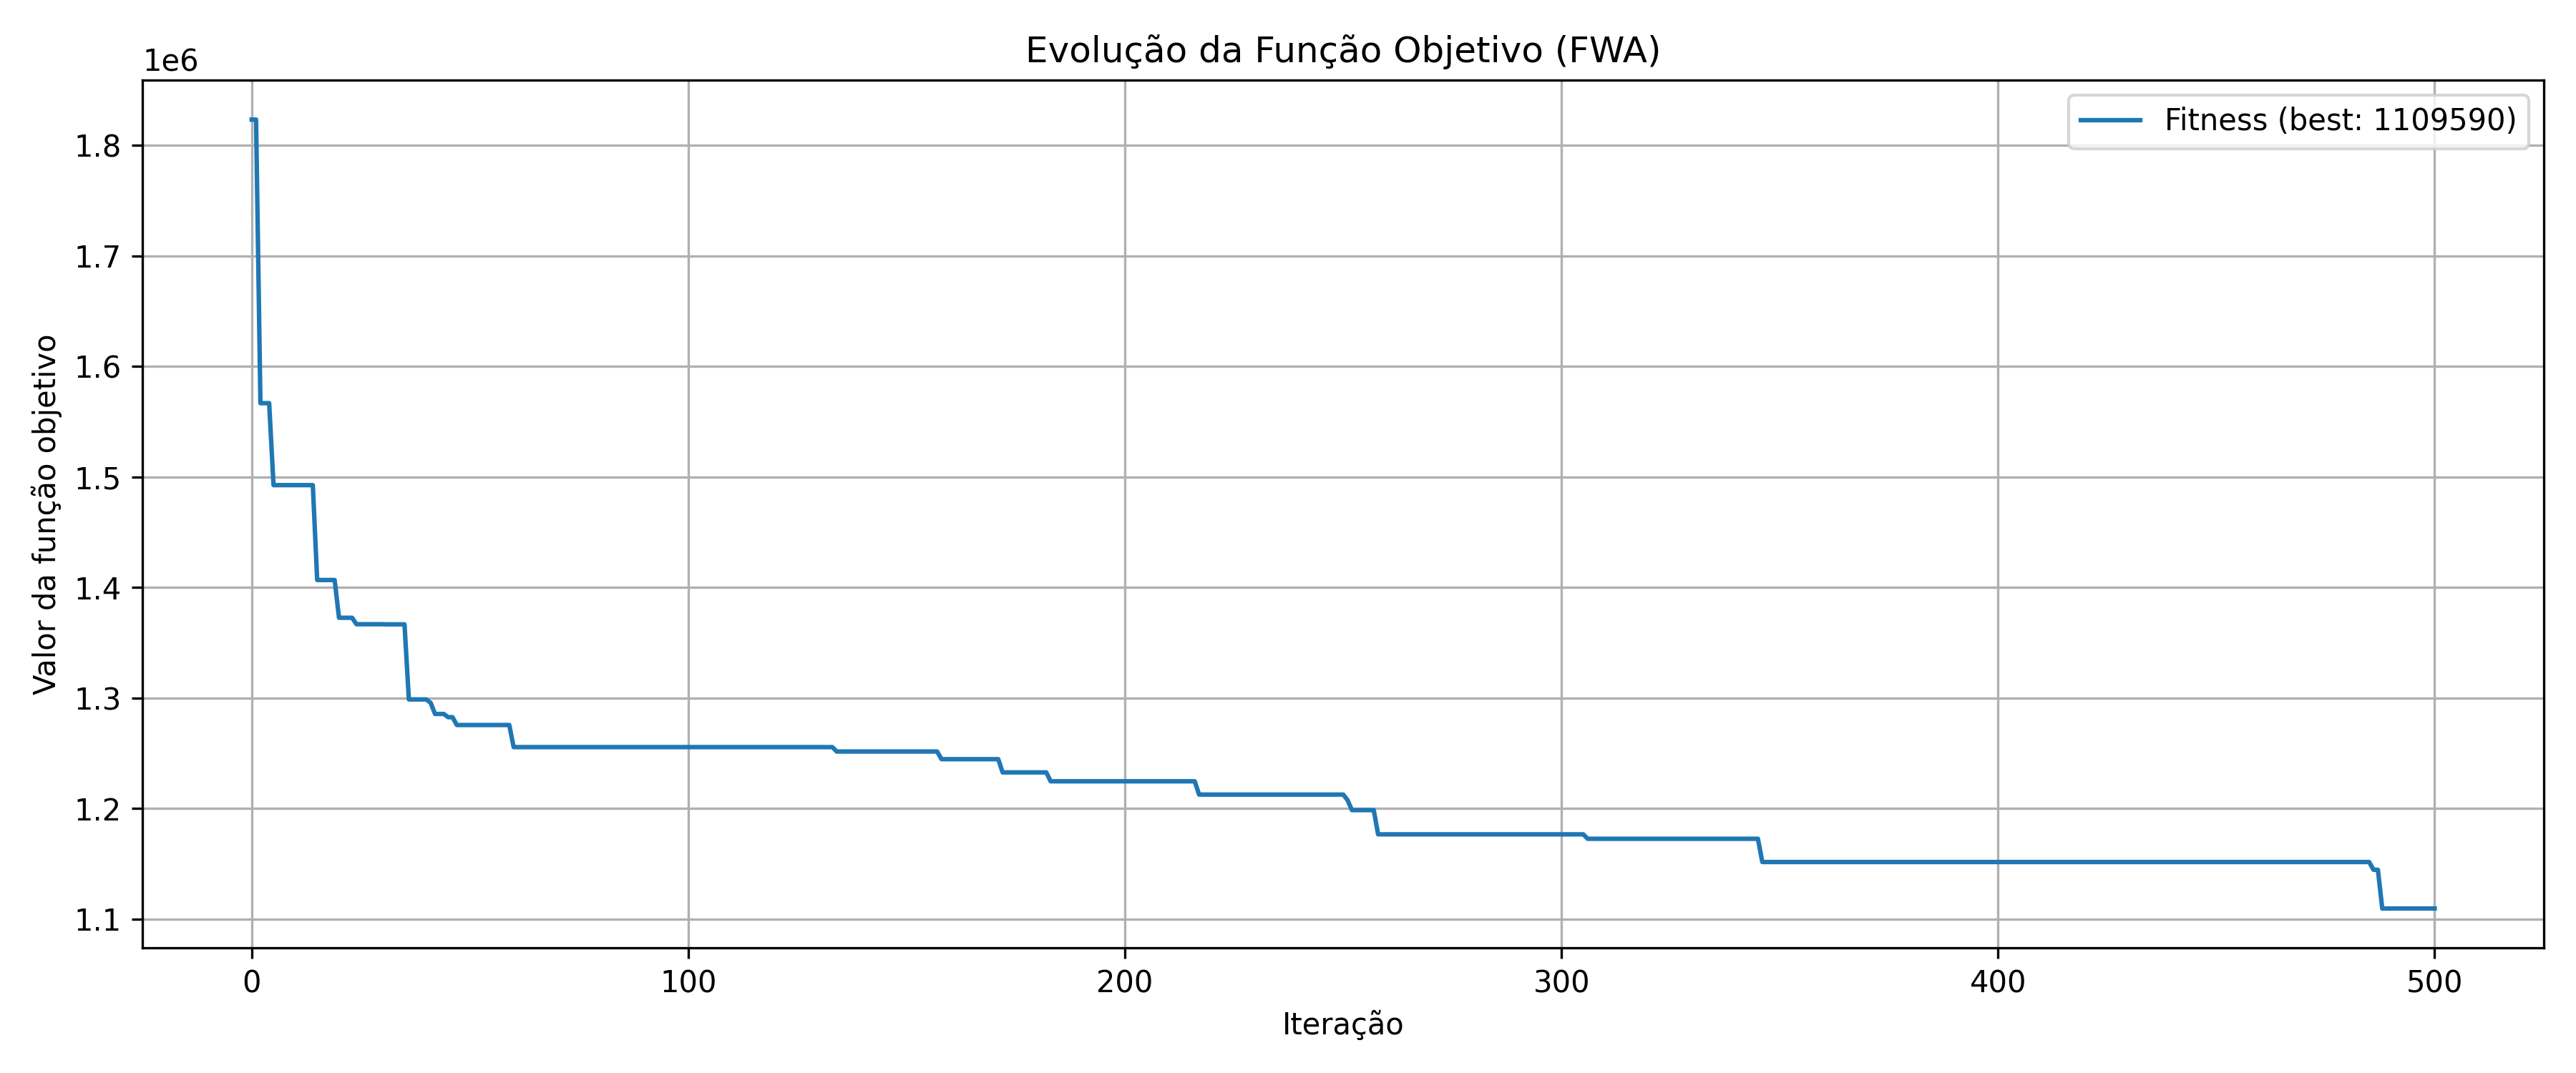 Evolução da Função Objetivo (FWA)
1e6
Fitness (best: 1109590)
1.8
1.7
1.6
1.5
1.4
1.3
1.2
1.1
Valor da função objetivo
0 100 200 300 400 500
Iteração